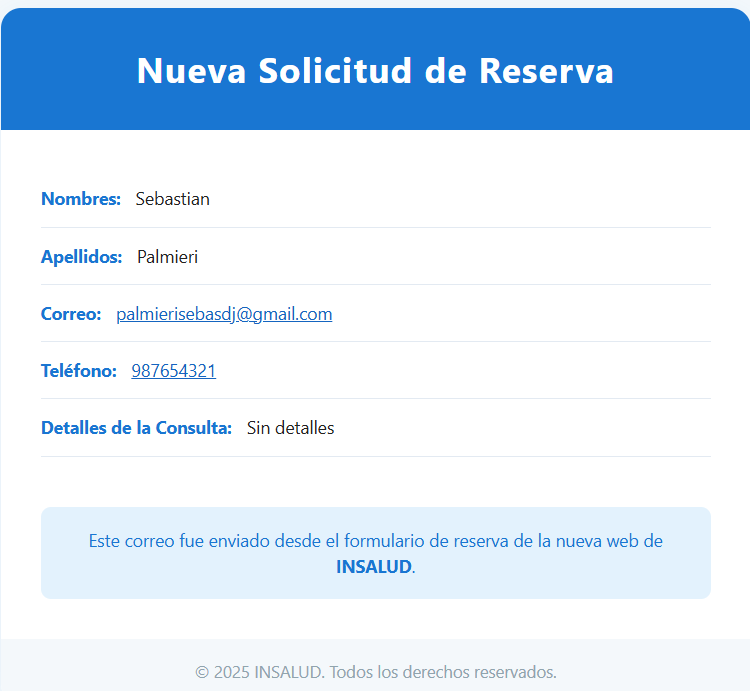 Nueva Solicitud de Reserva
Nombres: Sebastian
Apellidos: Palmieri
Correo: palmierisebasdj@gmail.com
Teléfono: 987654321
Detalles de la Consulta: Sin detalles
Este correo fue enviado desde el formulario de reserva de la nueva web de
INSALUD.
© 2025 INSALUD. Todos los derechos reservados.